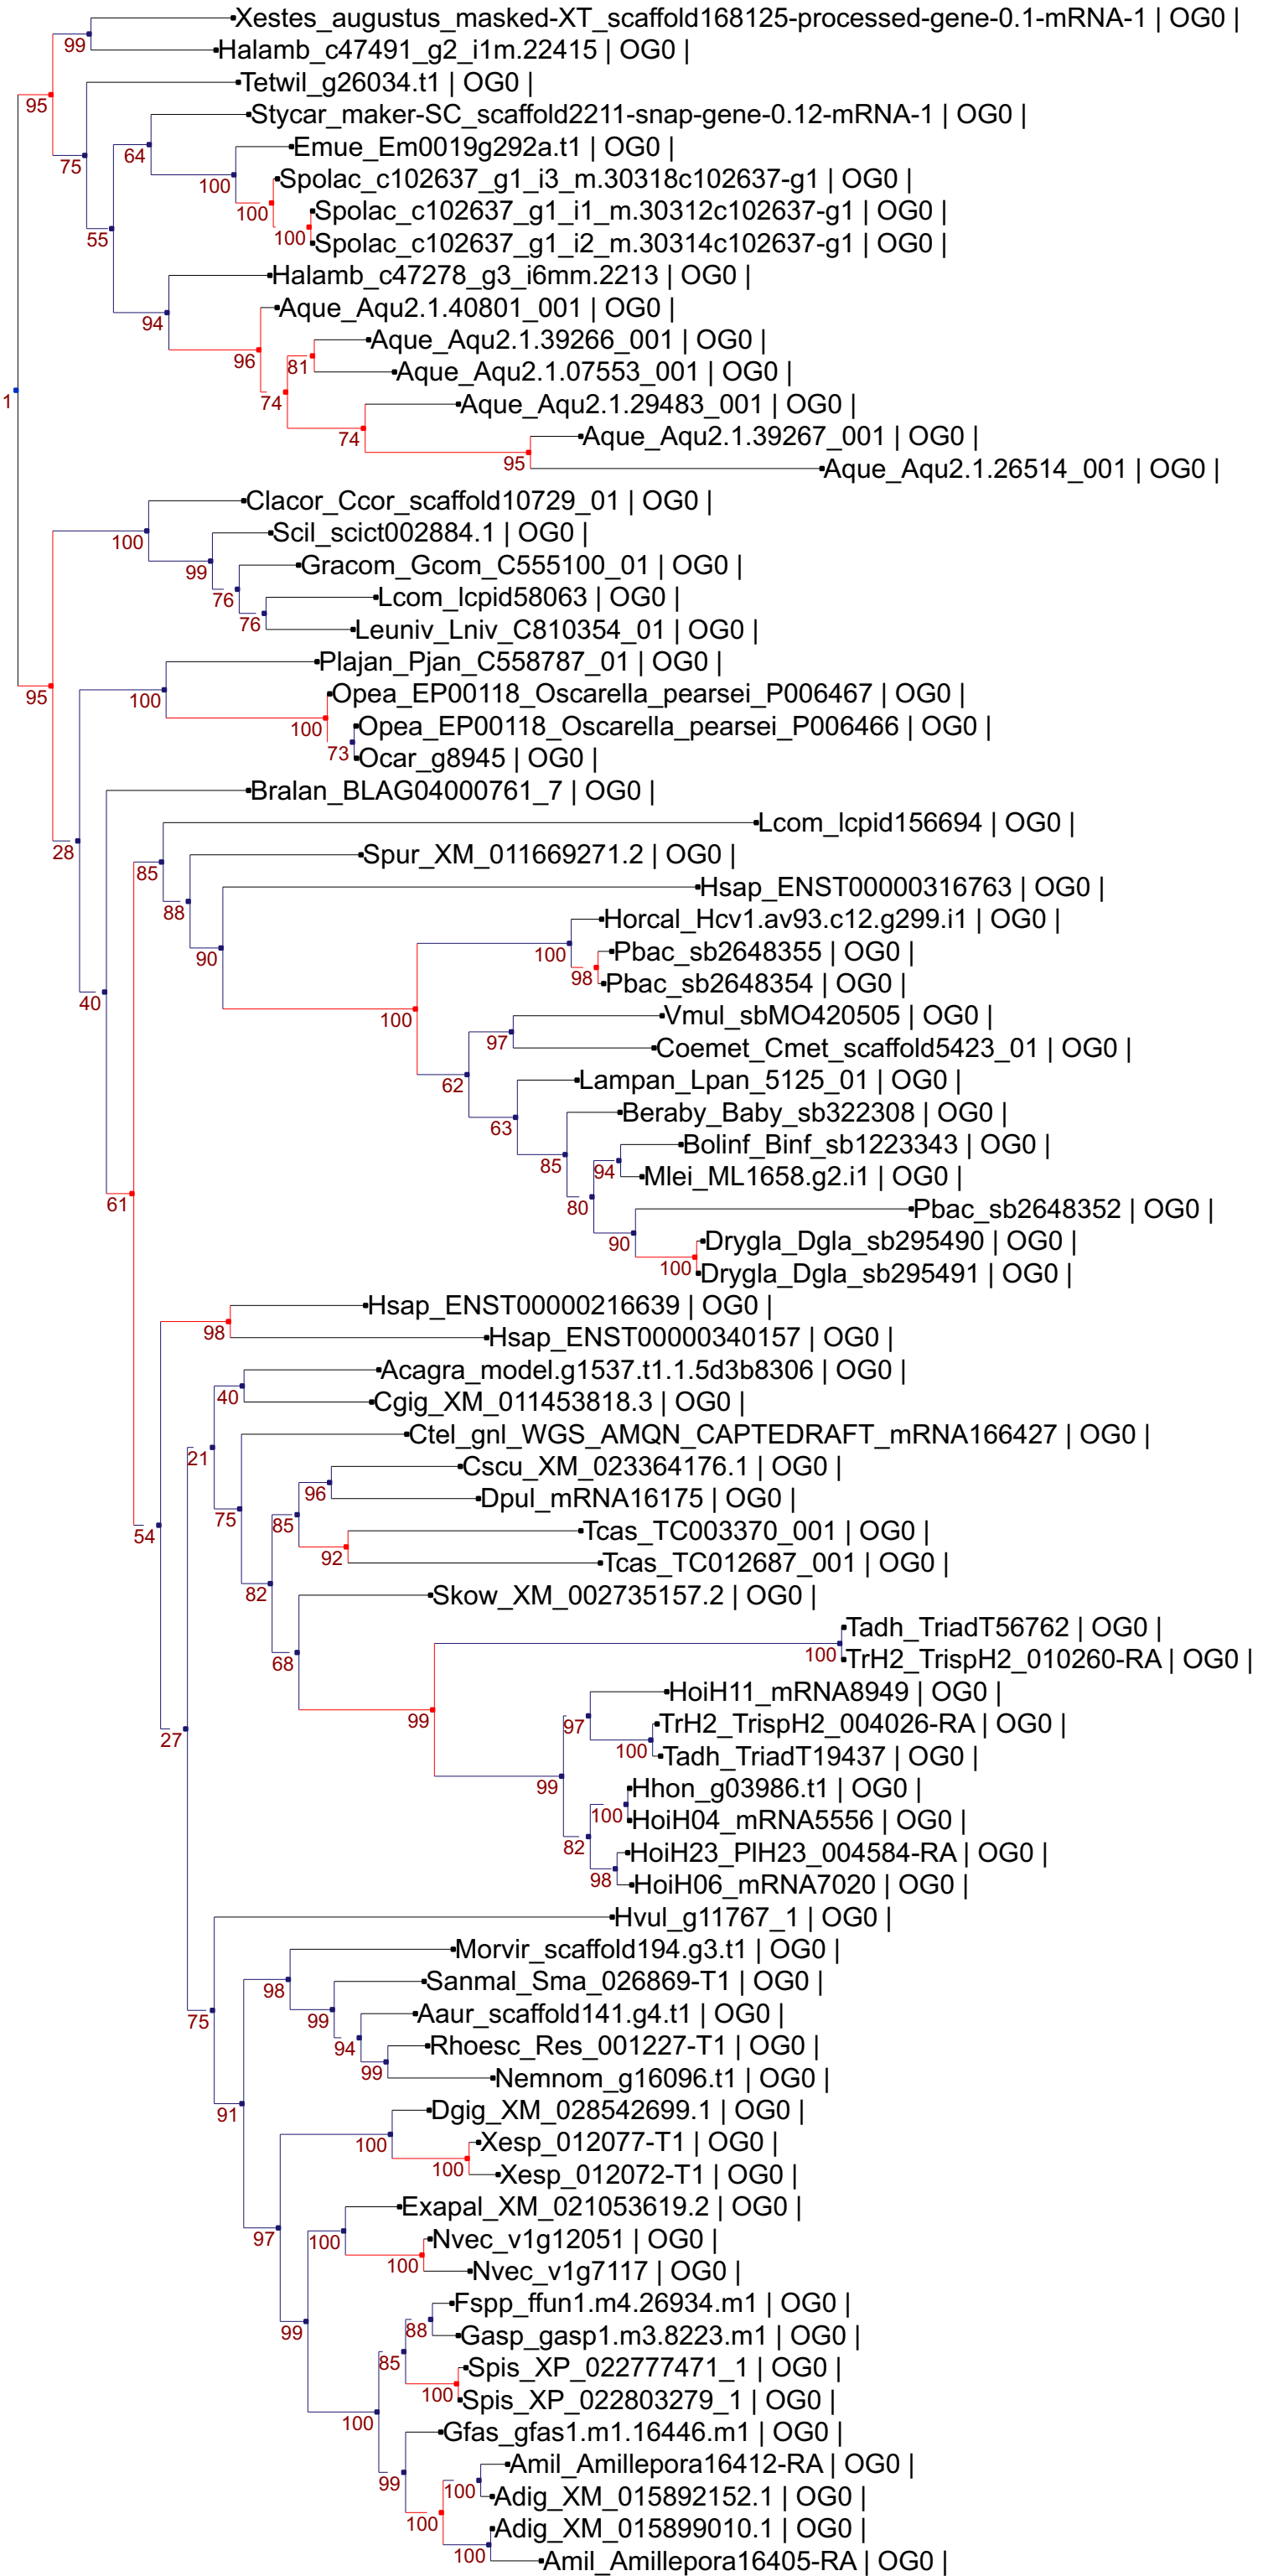 Xestes_augustus_masked-XT_scaffold168125-processed-gene-0.1-mRNA-1 | OG0 |
99
Halamb_c47491_g2_i1m.22415 | OG0 |
Tetwil_g26034.t1 | OG0 |
95
Stycar_maker-SC_scaffold2211-snap-gene-0.12-mRNA-1 | OG0 |
Emue_Em0019g292a.t1 | OG0 |
64
75
Spolac_c102637_g1_i3_m.30318c102637-g1 | OG0 |
100
Spolac_c102637_g1_i1_m.30312c102637-g1 | OG0 |
100
55
100
Spolac_c102637_g1_i2_m.30314c102637-g1 | OG0 |
Halamb_c47278_g3_i6mm.2213 | OG0 |
Aque_Aqu2.1.40801_001 | OG0 |
94
Aque_Aqu2.1.39266_001 | OG0 |
96
81
Aque_Aqu2.1.07553_001 | OG0 |
1
74
Aque_Aqu2.1.29483_001 | OG0 |
74
Aque_Aqu2.1.39267_001 | OG0 |
95
Aque_Aqu2.1.26514_001 | OG0 |
Clacor_Ccor_scaffold10729_01 | OG0 |
Scil_scict002884.1 | OG0 |
100
Gracom_Gcom_C555100_01 | OG0 |
99
Lcom_lcpid58063 | OG0 |
76
76
Leuniv_Lniv_C810354_01 | OG0 |
Plajan_Pjan_C558787_01 | OG0 |
95
Opea_EP00118_Oscarella_pearsei_P006467 | OG0 |
100
Opea_EP00118_Oscarella_pearsei_P006466 | OG0 |
100
73
Ocar_g8945 | OG0 |
Bralan_BLAG04000761_7 | OG0 |
Lcom_lcpid156694 | OG0 |
28
Spur_XM_011669271.2 | OG0 |
85
Hsap_ENST00000316763 | OG0 |
88
Horcal_Hcv1.av93.c12.g299.i1 | OG0 |
Pbac_sb2648355 | OG0 |
90
100
98
Pbac_sb2648354 | OG0 |
40
Vmul_sbMO420505 | OG0 |
100
97
Coemet_Cmet_scaffold5423_01 | OG0 |
Lampan_Lpan_5125_01 | OG0 |
62
Beraby_Baby_sb322308 | OG0 |
63
Bolinf_Binf_sb1223343 | OG0 |
85
94
Mlei_ML1658.g2.i1 | OG0 |
61
80
Pbac_sb2648352 | OG0 |
90
Drygla_Dgla_sb295490 | OG0 |
100
Drygla_Dgla_sb295491 | OG0 |
Hsap_ENST00000216639 | OG0 |
98
Hsap_ENST00000340157 | OG0 |
Acagra_model.g1537.t1.1.5d3b8306 | OG0 |
40
Cgig_XM_011453818.3 | OG0 |
Ctel_gnl_WGS_AMQN_CAPTEDRAFT_mRNA166427 | OG0 |
21
Cscu_XM_023364176.1 | OG0 |
96
Dpul_mRNA16175 | OG0 |
75
85
Tcas_TC003370_001 | OG0 |
54
92
Tcas_TC012687_001 | OG0 |
82
Skow_XM_002735157.2 | OG0 |
Tadh_TriadT56762 | OG0 |
100
TrH2_TrispH2_010260-RA | OG0 |
68
HoiH11_mRNA8949 | OG0 |
99
97
TrH2_TrispH2_004026-RA | OG0 |
27
100
Tadh_TriadT19437 | OG0 |
99
Hhon_g03986.t1 | OG0 |
100
HoiH04_mRNA5556 | OG0 |
82
HoiH23_PlH23_004584-RA | OG0 |
98
HoiH06_mRNA7020 | OG0 |
Hvul_g11767_1 | OG0 |
Morvir_scaffold194.g3.t1 | OG0 |
98
Sanmal_Sma_026869-T1 | OG0 |
75
99
Aaur_scaffold141.g4.t1 | OG0 |
94
Rhoesc_Res_001227-T1 | OG0 |
99
Nemnom_g16096.t1 | OG0 |
91
Dgig_XM_028542699.1 | OG0 |
100
Xesp_012077-T1 | OG0 |
100
Xesp_012072-T1 | OG0 |
Exapal_XM_021053619.2 | OG0 |
97
100
Nvec_v1g12051 | OG0 |
100
Nvec_v1g7117 | OG0 |
Fspp_ffun1.m4.26934.m1 | OG0 |
99
88
Gasp_gasp1.m3.8223.m1 | OG0 |
85
Spis_XP_022777471_1 | OG0 |
100
Spis_XP_022803279_1 | OG0 |
100
Gfas_gfas1.m1.16446.m1 | OG0 |
Amil_Amillepora16412-RA | OG0 |
99
100
Adig_XM_015892152.1 | OG0 |
100
Adig_XM_015899010.1 | OG0 |
100
Amil_Amillepora16405-RA | OG0 |